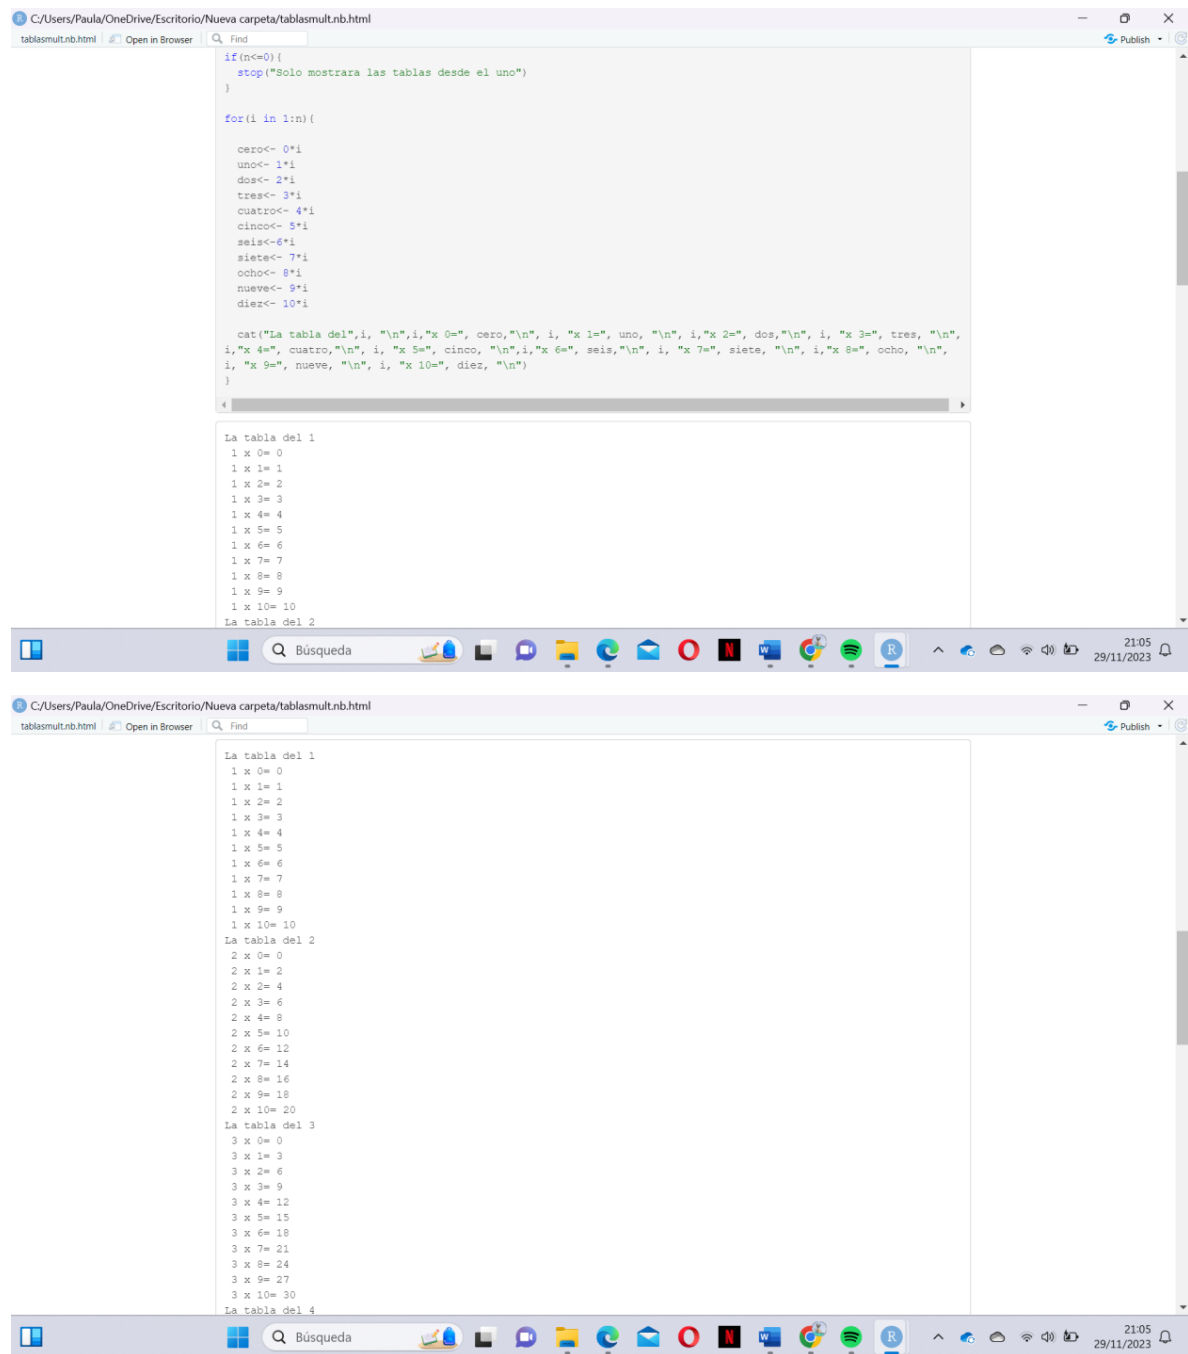 C:/Users/Paula/OneDrive/Escritorio/Nueva carpeta/tablasmult.nb.html
tablasmult.nb.html Open in Browser Find Publish
if(n<=0){
stop("Solo mostrara las tablas desde el uno")
}
for(i in 1:n){
cero<- 0*i
uno<- 1*i
dos<- 2*i
tres<- 3*i
cuatro<- 4*i
cinco<- 5*i
seis<-6*i
siete<- 7*i
ocho<- 8*i
nueve<- 9*i
diez<- 10*i
cat("La tabla del",i, "\n",i,"x 0=", cero,"\n", i, "x 1=", uno, "\n", i,"x 2=", dos,"\n", i, "x 3=", tres, "\n",
i,"x 4=", cuatro,"\n", i, "x 5=", cinco, "\n",i,"x 6=", seis,"\n", i, "x 7=", siete, "\n", i,"x 8=", ocho, "\n",
i, "x 9=", nueve, "\n", i, "x 10=", diez, "\n")
}
La tabla del 1
1 x 0= 0
1 x 1= 1
1 x 2= 2
1 x 3= 3
1 x 4= 4
1 x 5= 5
1 x 6= 6
1 x 7= 7
1 x 8= 8
1 x 9= 9
1 x 10= 10
La tabla del 2
Búsqueda
21:05
29/11/2023
C:/Users/Paula/OneDrive/Escritorio/Nueva carpeta/tablasmult.nb.html
tablasmult.nb.html Open in Browser Find Publish
La tabla del 1
1 x 0= 0
1 x 1= 1
1 x 2= 2
1 x 3= 3
1 x 4= 4
1 x 5= 5
1 x 6= 6
1 x 7= 7
1 x 8= 8
1 x 9= 9
1 x 10= 10
La tabla del 2
2 x 0= 0
2 x 1= 2
2 x 2= 4
2 x 3= 6
2 x 4= 8
2 x 5= 10
2 x 6= 12
2 x 7= 14
2 x 8= 16
2 x 9= 18
2 x 10= 20
La tabla del 3
3 x 0= 0
3 x 1= 3
3 x 2= 6
3 x 3= 9
3 x 4= 12
3 x 5= 15
3 x 6= 18
3 x 7= 21
3 x 8= 24
3 x 9= 27
3 x 10= 30
La tabla del 4
Búsqueda
21:05
29/11/2023